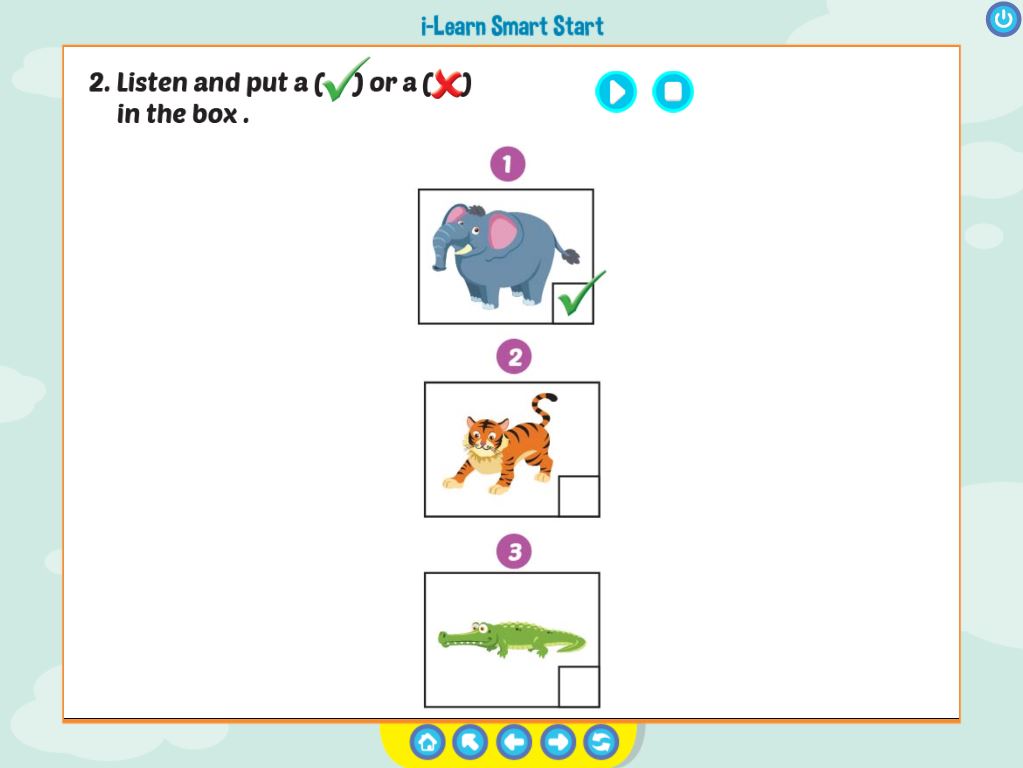 i-Learn Smart Start
2. Listen and put a (✓) or a (✗)
in the box .
1
2
3